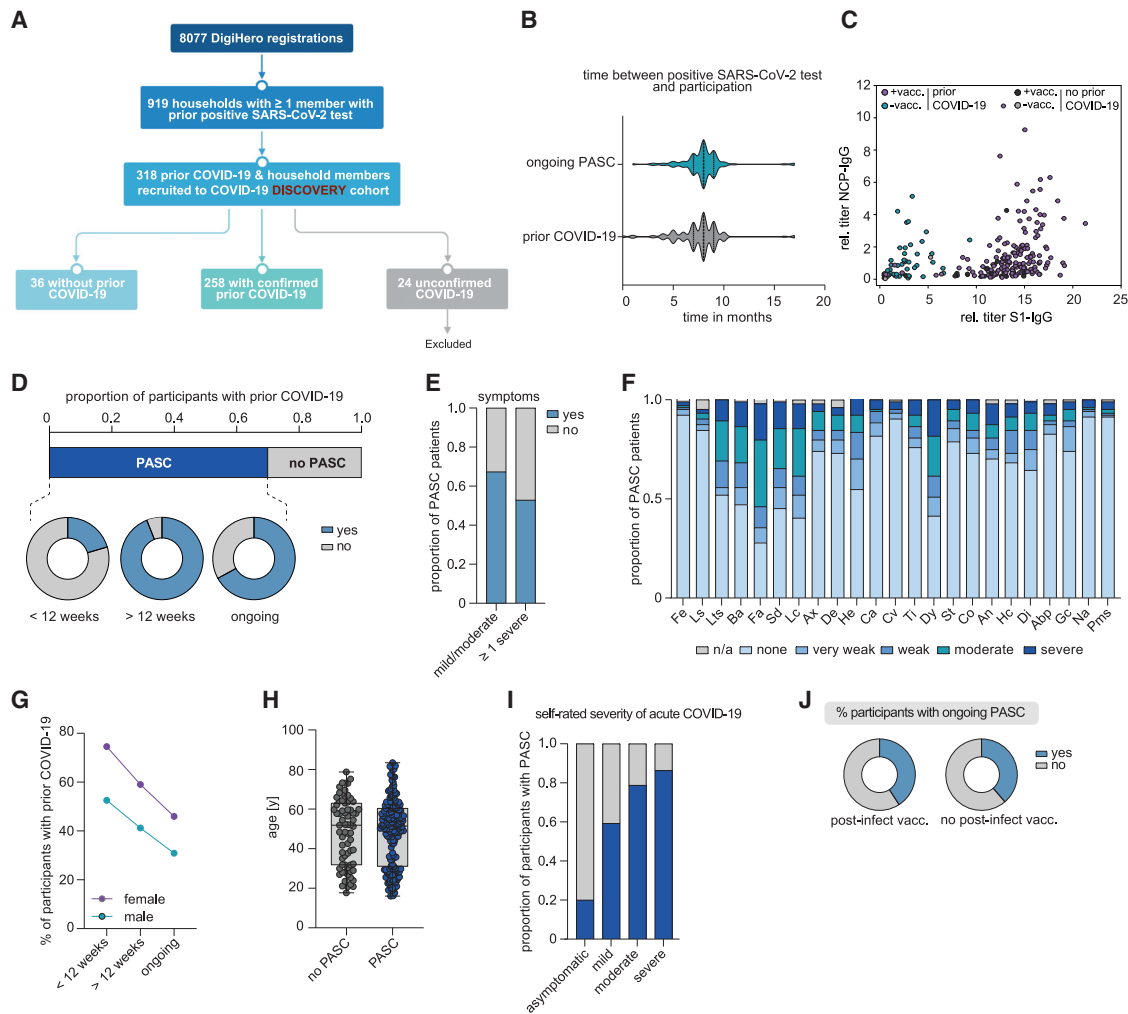 A
8077 DigiHero registrations
919 households with ≥ 1 member with
prior positive SARS-CoV-2 test
318 prior COVID-19 & household members
recruited to COVID-19 DISCOVERY cohort
36 without prior
COVID-19
258 with confirmed
prior COVID-19
24 unconfirmed
COVID-19
Excluded
B
time between positive SARS-CoV-2 test
and participation
ongoing PASC
prior COVID-19
0 5 10 15 20
time in months
C
12
10
8
6
4
2
0
rel. titer NCP-IgG
+vacc. prior
-vacc. COVID-19
+vacc. no prior
-vacc. COVID-19
0 5 10 15 20 25
rel. titer S1-IgG
D
proportion of participants with prior COVID-19
0 0.2 0.4 0.6 0.8 1.0
PASC no PASC
yes
no
< 12 weeks > 12 weeks ongoing
E
symptoms
yes
no
proportion of PASC patients
1.0
0.8
0.6
0.4
0.2
0
mild/moderate
≥ 1 severe
F
proportion of PASC patients
1.0
0.5
0
Fe Ls Lts Ba Fa Sd Lc Ax De He Ca Cv Ti Dy St Co An Hc Di Abp Gc Na Pms
n/a none very weak weak moderate severe
G
% of participants with prior COVID-19
80
60
40
20
0
female
male
< 12 weeks
> 12 weeks
ongoing
H
age [y]
100
80
60
40
20
0
no PASC
PASC
I
self-rated severity of acute COVID-19
proportion of participants with PASC
1.0
0.8
0.6
0.4
0.2
0
asymptomatic
mild
moderate
severe
J
% participants with ongoing PASC
yes
no
post-infect vacc. no post-infect vacc.